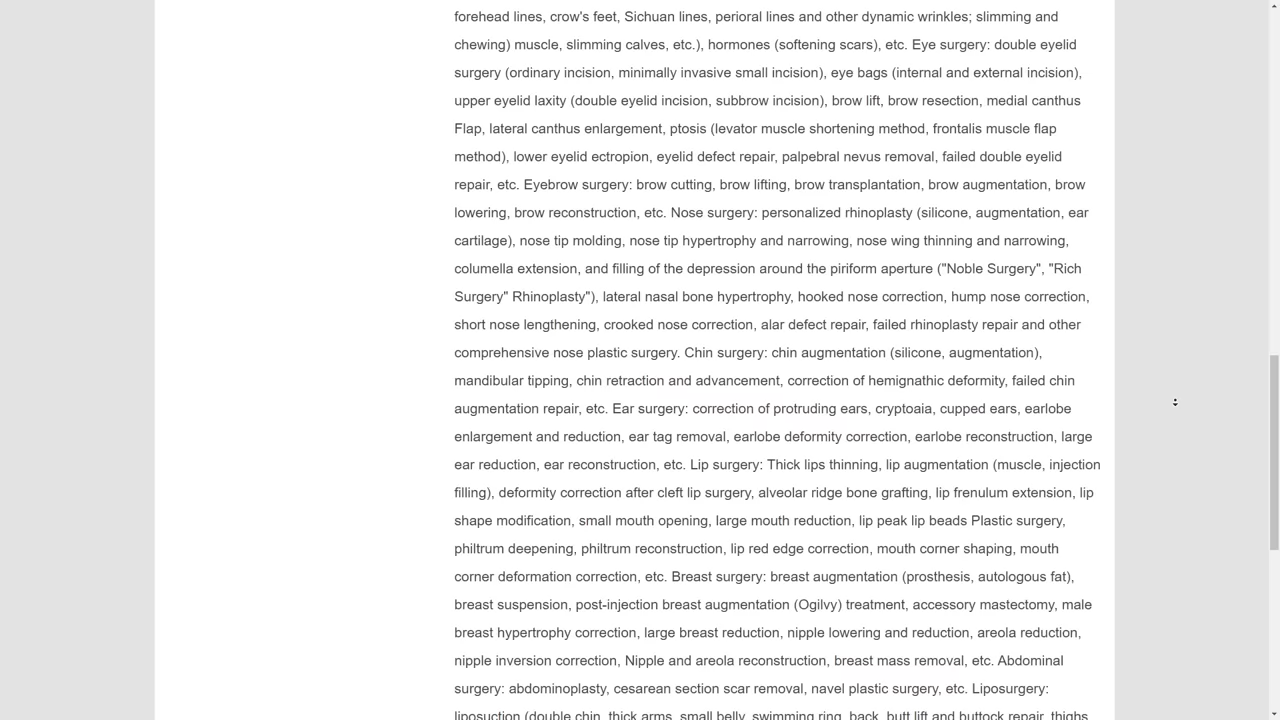 forehead lines, crow's feet, Sichuan lines, perioral lines and other dynamic wrinkles; slimming and
chewing) muscle, slimming calves, etc.), hormones (softening scars), etc. Eye surgery: double eyelid
surgery (ordinary incision, minimally invasive small incision), eye bags (internal and external incision),
upper eyelid laxity (double eyelid incision, subbrow incision), brow lift, brow resection, medial canthus
Flap, lateral canthus enlargement, ptosis (levator muscle shortening method, frontalis muscle flap
method), lower eyelid ectropion, eyelid defect repair, palpebral nevus removal, failed double eyelid
repair, etc. Eyebrow surgery: brow cutting, brow lifting, brow transplantation, brow augmentation, brow
lowering, brow reconstruction, etc. Nose surgery: personalized rhinoplasty (silicone, augmentation, ear
cartilage), nose tip molding, nose tip hypertrophy and narrowing, nose wing thinning and narrowing,
columella extension, and filling of the depression around the piriform aperture ("Noble Surgery", "Rich
Surgery" Rhinoplasty"), lateral nasal bone hypertrophy, hooked nose correction, hump nose correction,
short nose lengthening, crooked nose correction, alar defect repair, failed rhinoplasty repair and other
comprehensive nose plastic surgery. Chin surgery: chin augmentation (silicone, augmentation),
mandibular tipping, chin retraction and advancement, correction of hemignathic deformity, failed chin
augmentation repair, etc. Ear surgery: correction of protruding ears, cryptoaia, cupped ears, earlobe
enlargement and reduction, ear tag removal, earlobe deformity correction, earlobe reconstruction, large
ear reduction, ear reconstruction, etc. Lip surgery: Thick lips thinning, lip augmentation (muscle, injection
filling), deformity correction after cleft lip surgery, alveolar ridge bone grafting, lip frenulum extension, lip
shape modification, small mouth opening, large mouth reduction, lip peak lip beads Plastic surgery,
philtrum deepening, philtrum reconstruction, lip red edge correction, mouth corner shaping, mouth
corner deformation correction, etc. Breast surgery: breast augmentation (prosthesis, autologous fat),
breast suspension, post-injection breast augmentation (Ogilvy) treatment, accessory mastectomy, male
breast hypertrophy correction, large breast reduction, nipple lowering and reduction, areola reduction,
nipple inversion correction, Nipple and areola reconstruction, breast mass removal, etc. Abdominal
surgery: abdominoplasty, cesarean section scar removal, navel plastic surgery, etc. Liposurgery:
liposuction (double chin, thick arms, small belly, swimming ring, back, butt lift and buttock repair, thighs